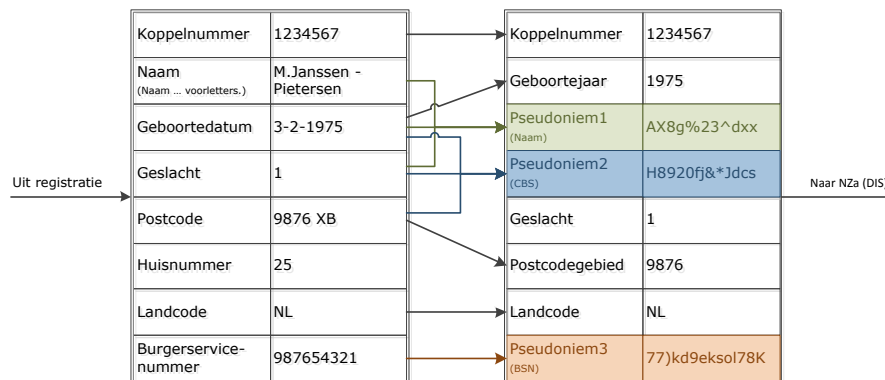 Uit registratie
Koppelnummer 1234567
Naam
(Naam ... voorletters.)
M.Janssen -
Pietersen
Geboortedatum 3-2-1975
Geslacht 1
Postcode 9876 XB
Huisnummer 25
Landcode NL
Burgerservice-
nummer
987654321
Koppelnummer 1234567
Geboortejaar 1975
Pseudoniem1
(Naam)
AX8g%23^dxx
Pseudoniem2
(CBS)
H8920fj&*Jdcs
Geslacht 1
Postcodegebied 9876
Landcode NL
Pseudoniem3
(BSN)
77)kd9eksol78K
Naar NZa (DIS)